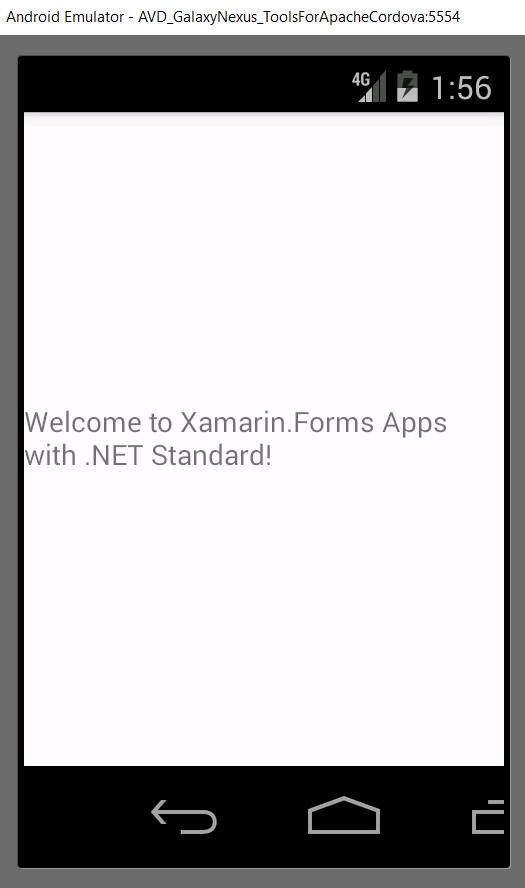 Android Emulator - AVD_GalaxyNexus_ToolsForApacheCordova:5554
4G 1:56
Welcome to Xamarin.Forms Apps
with .NET Standard!